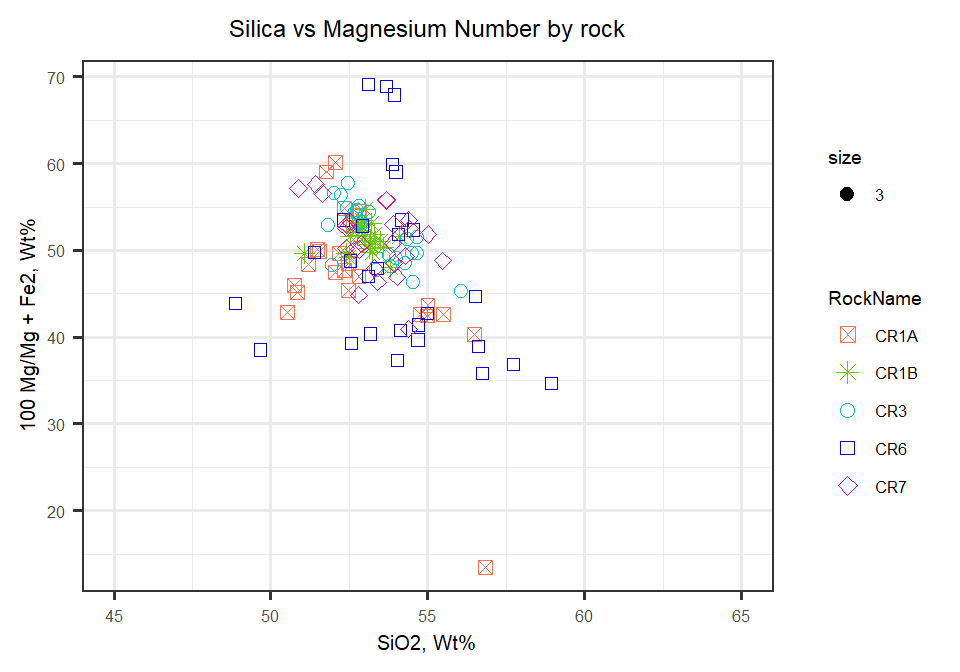 Silica vs Magnesium Number by rock
100 Mg/Mg + Fe2, Wt%
70
60
50
40
30
20
45
50
55
60
65
SiO2, Wt%
size
3
RockName
CR1A
CR1B
CR3
CR6
CR7